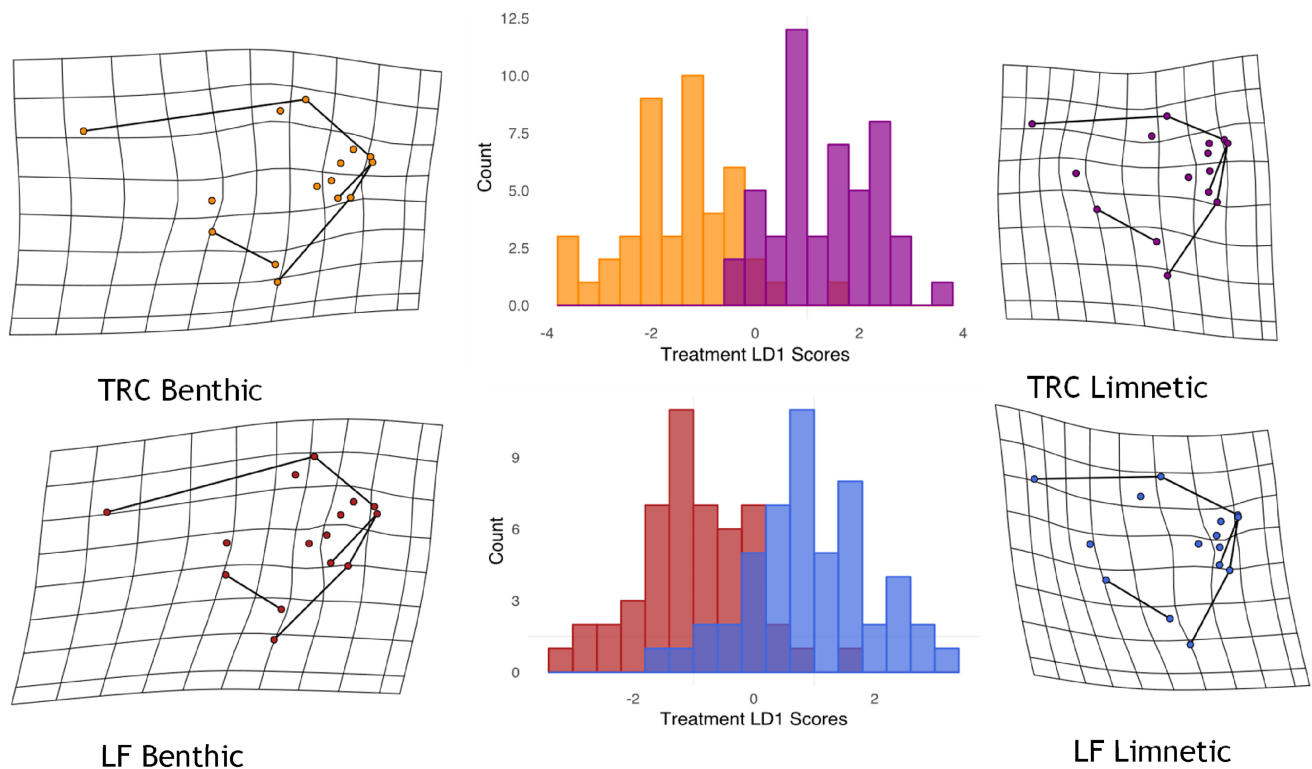 12.5
10.0
7.5
5.0
2.5
0.0
Count
-4 -2 0 2 4
Treatment LD1 Scores
TRC Benthic
TRC Limnetic
9
6
3
0
Count
-2 0 2
Treatment LD1 Scores
LF Benthic
LF Limnetic